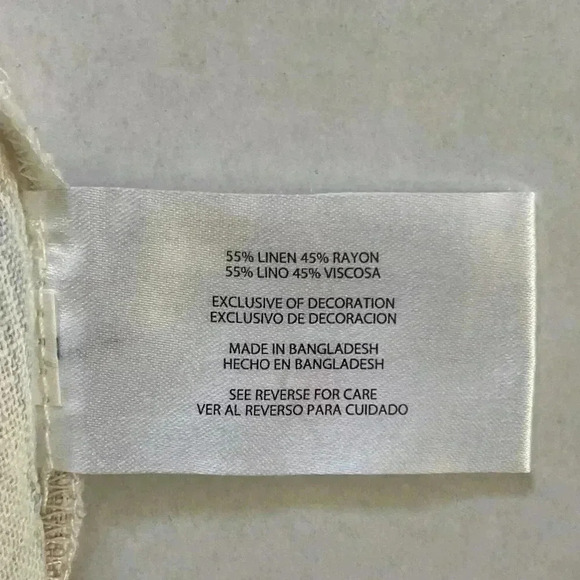 55% LINEN 45% RAYON
55% LINO 45% VISCOSA
EXCLUSIVE OF DECORATION
EXCLUSIVO DE DECORACION
MADE IN BANGLADESH
HECHO EN BANGLADESH
SEE REVERSE FOR CARE
VER AL REVERSO PARA CUIDADO